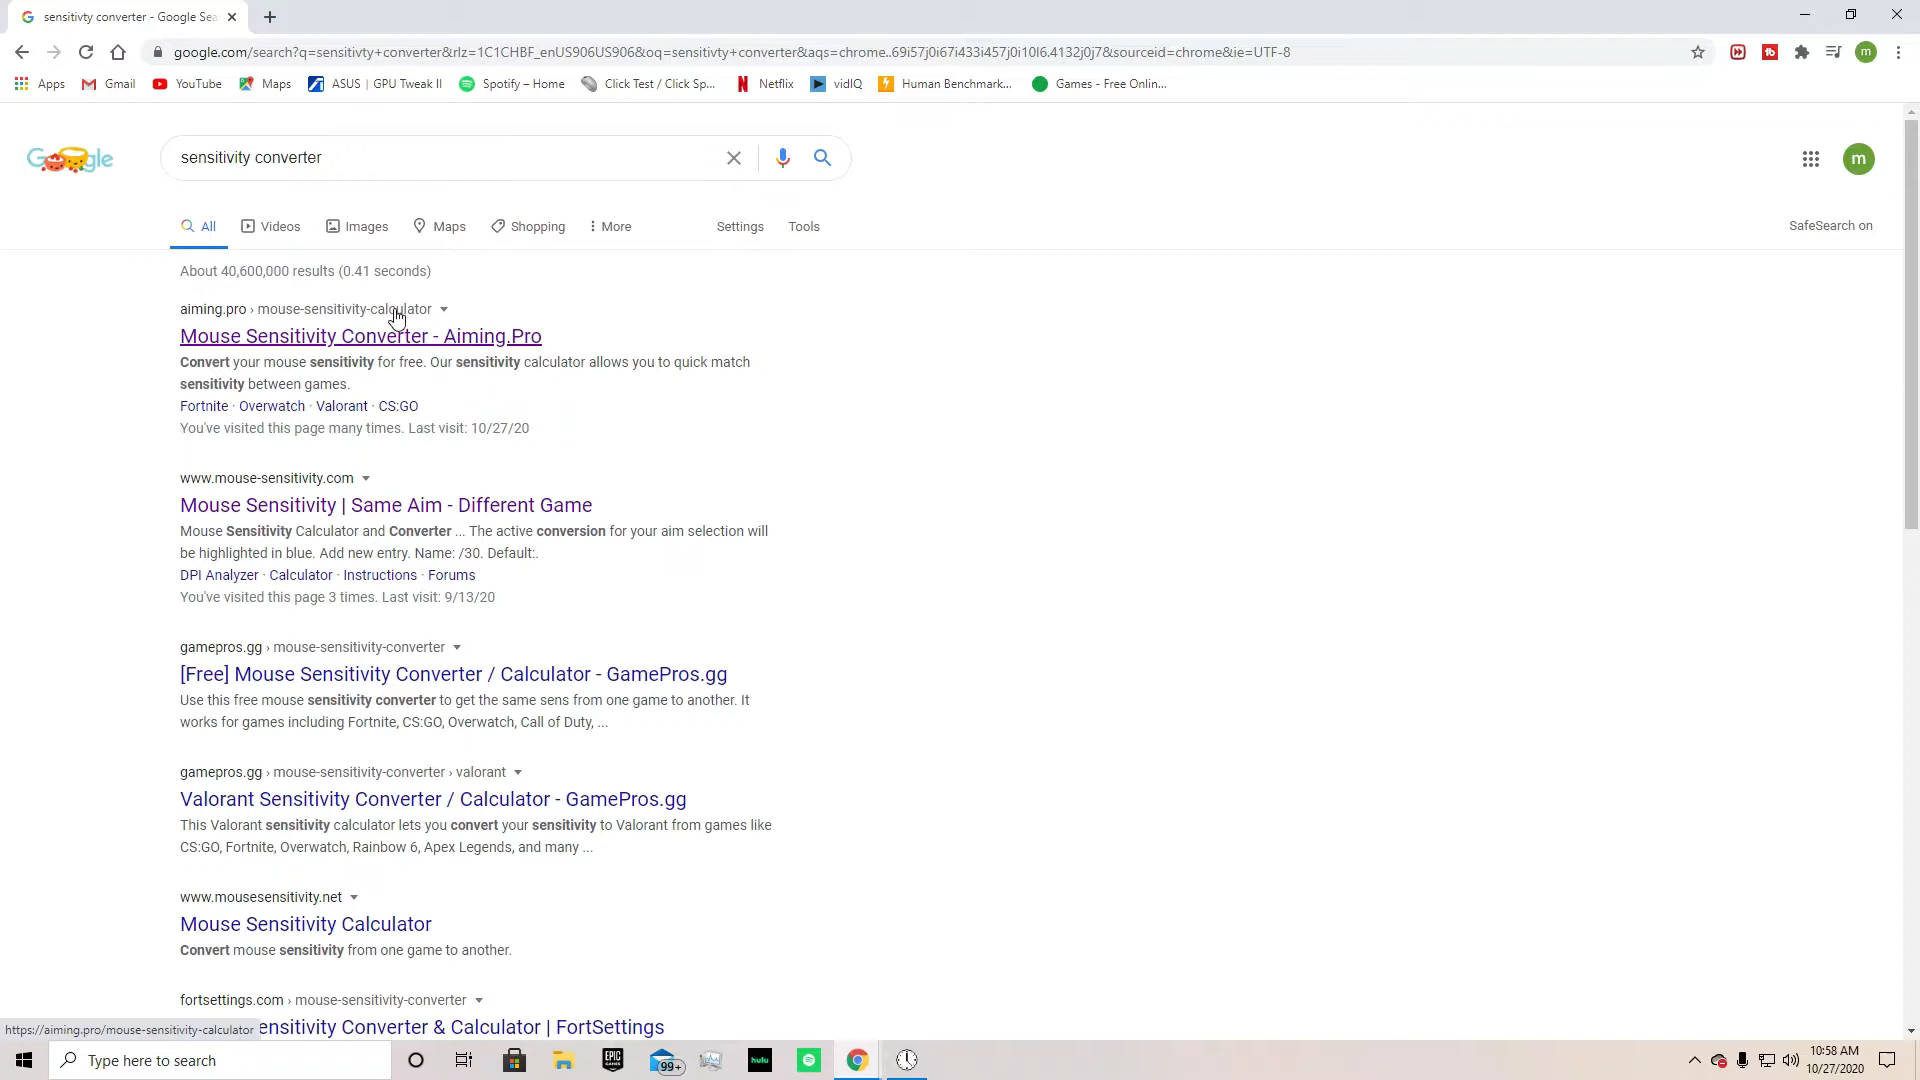 sensitivty converter - Google Sea
google.com/search?q=sensitivty+converter&rlz=1C1CHBF_enUS906US906&oq=sensitivty+converter&aqs=chrome..69i57j0i67i433i457j0i10l6.4132j0j7&sourceid=chrome&ie=UTF-8
Apps Gmail YouTube Maps ASUS | GPU Tweak II Spotify – Home Click Test / Click Sp... Netflix vidIQ Human Benchmark... Games - Free Onlin...
Google sensitivity converter m
All Videos Images Maps Shopping More Settings Tools SafeSearch on
About 40,600,000 results (0.41 seconds)
aiming.pro › mouse-sensitivity-calculator
Mouse Sensitivity Converter - Aiming.Pro
Convert your mouse sensitivity for free. Our sensitivity calculator allows you to quick match
sensitivity between games.
Fortnite · Overwatch · Valorant · CS:GO
You've visited this page many times. Last visit: 10/27/20
www.mouse-sensitivity.com
Mouse Sensitivity | Same Aim - Different Game
Mouse Sensitivity Calculator and Converter ... The active conversion for your aim selection will
be highlighted in blue. Add new entry. Name: /30. Default:.
DPI Analyzer · Calculator · Instructions · Forums
You've visited this page 3 times. Last visit: 9/13/20
gamepros.gg › mouse-sensitivity-converter
[Free] Mouse Sensitivity Converter / Calculator - GamePros.gg
Use this free mouse sensitivity converter to get the same sens from one game to another. It
works for games including Fortnite, CS:GO, Overwatch, Call of Duty, ...
gamepros.gg › mouse-sensitivity-converter › valorant
Valorant Sensitivity Converter / Calculator - GamePros.gg
This Valorant sensitivity calculator lets you convert your sensitivity to Valorant from games like
CS:GO, Fortnite, Overwatch, Rainbow 6, Apex Legends, and many ...
www.mousesensitivity.net
Mouse Sensitivity Calculator
Convert mouse sensitivity from one game to another.
fortsettings.com › mouse-sensitivity-converter
ensitivity Converter & Calculator | FortSettings
https://aiming.pro/mouse-sensitivity-calculator
Type here to search EPIC GAMES 99+ hulu 10:58 AM
10/27/2020